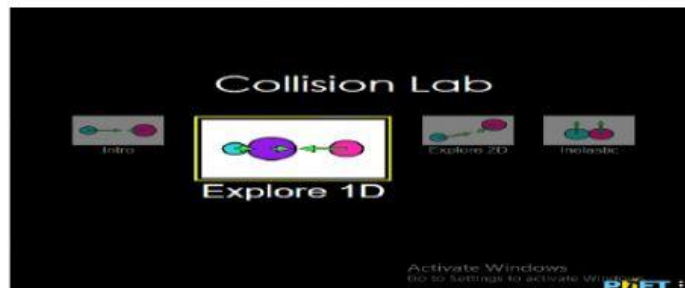 Collision Lab
Intro
Explore 1D
Explore 2D
Inelastic
Activate Windows
Go to Settings to activate Windows.
PhET